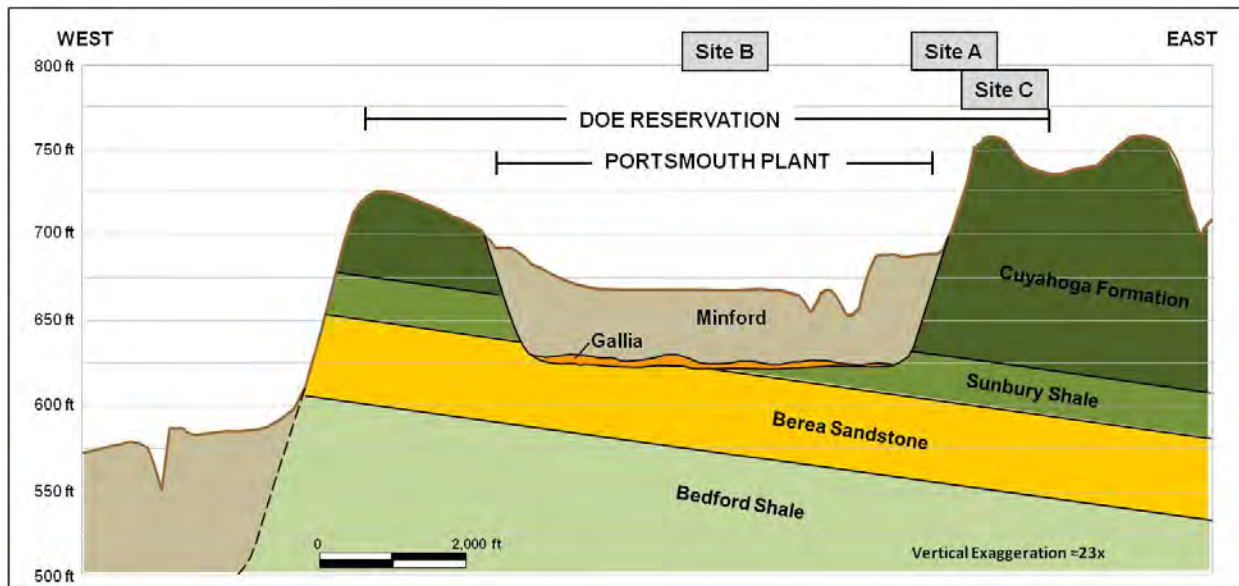 WEST
EAST
Site B
Site A
Site C
800 ft
DOE RESERVATION
750 ft
PORTSMOUTH PLANT
700 ft
Cuyahoga Formation
650 ft
Minford
Gallia
Sunbury Shale
600 ft
Berea Sandstone
550 ft
Bedford Shale
0
2,000 ft
Vertical Exaggeration ≈23x
500 ft